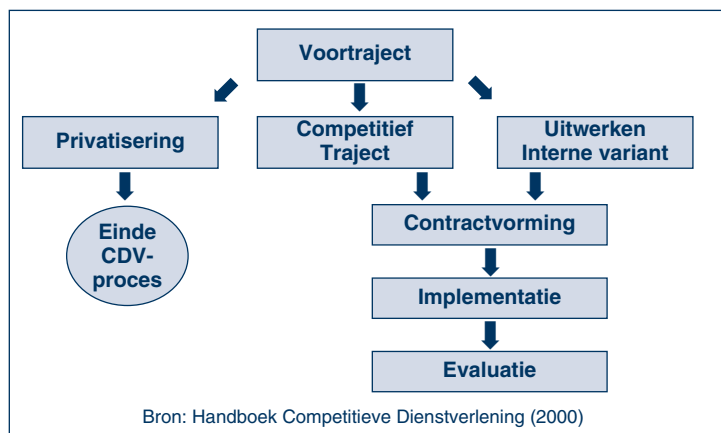 Voortraject
Privatisering
Competitief
Traject
Uitwerken
Interne variant
Einde
CDV-
proces
Contractvorming
Implementatie
Evaluatie
Bron: Handboek Competitieve Dienstverlening (2000)